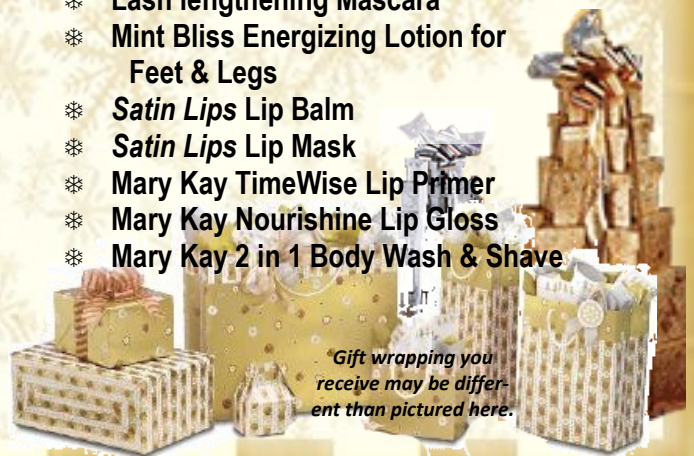 ❄ Lash lengthening Mascara
❄ Mint Bliss Energizing Lotion for
Feet & Legs
❄ Satin Lips Lip Balm
❄ Satin Lips Lip Mask
❄ Mary Kay TimeWise Lip Primer
❄ Mary Kay Nourishine Lip Gloss
❄ Mary Kay 2 in 1 Body Wash & Shave
Gift wrapping you
receive may be differ-
ent than pictured here.